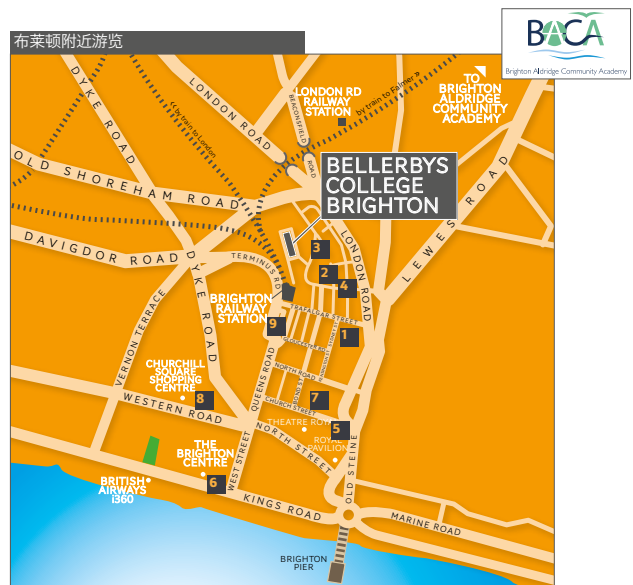 布莱顿附近游览
BACA
Brighton Aldridge Community Academy
TO
BRIGHTON
ALDRIDGE
COMMUNITY
ACADEMY
DYKE ROAD
LONDON ROAD
BEACONSFIELD ROAD
LONDON RD
RAILWAY
STATION
by train to Falmer >>
<< by train to London
OLD SHOREHAM ROAD
BELLERBYS
COLLEGE
BRIGHTON
LEWES ROAD
DAVIGDOR ROAD
TERMINUS RD
DYKE ROAD
LONDON ROAD
3
2
4
BRIGHTON
RAILWAY
STATION
TRAFALGAR STREET
9
1
GLOUCESTER RD
VERNON TERRACE
QUEENS ROAD
NORTH ROAD
CHURCHILL
SQUARE
SHOPPING
CENTRE
8
7
WESTERN ROAD
CHURCH STREET
THEATRE ROYAL
5
ROYAL
PAVILION
NORTH STREET
THE
BRIGHTON
CENTRE
WEST STREET
OLD STEINE
6
BRITISH
AIRWAYS
i360
KINGS ROAD
MARINE ROAD
BRIGHTON
PIER